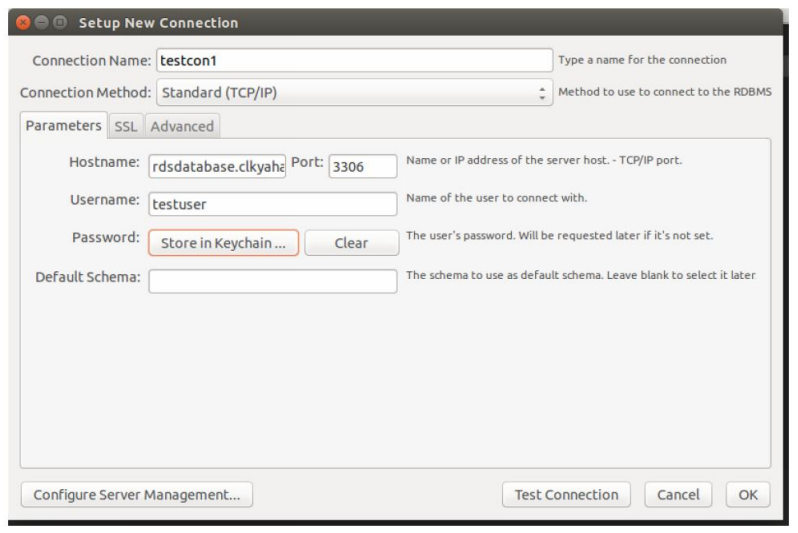 Setup New Connection
Connection Name: testcon1 Type a name for the connection
Connection Method: Standard (TCP/IP) Method to use to connect to the RDBMS
Parameters SSL Advanced
Hostname: rdsdatabase.clkyaha Port: 3306 Name or IP address of the server host. - TCP/IP port.
Username: testuser Name of the user to connect with.
Password: Store in Keychain ... Clear The user's password. Will be requested later if it's not set.
Default Schema: The schema to use as default schema. Leave blank to select it later
Configure Server Management... Test Connection Cancel OK